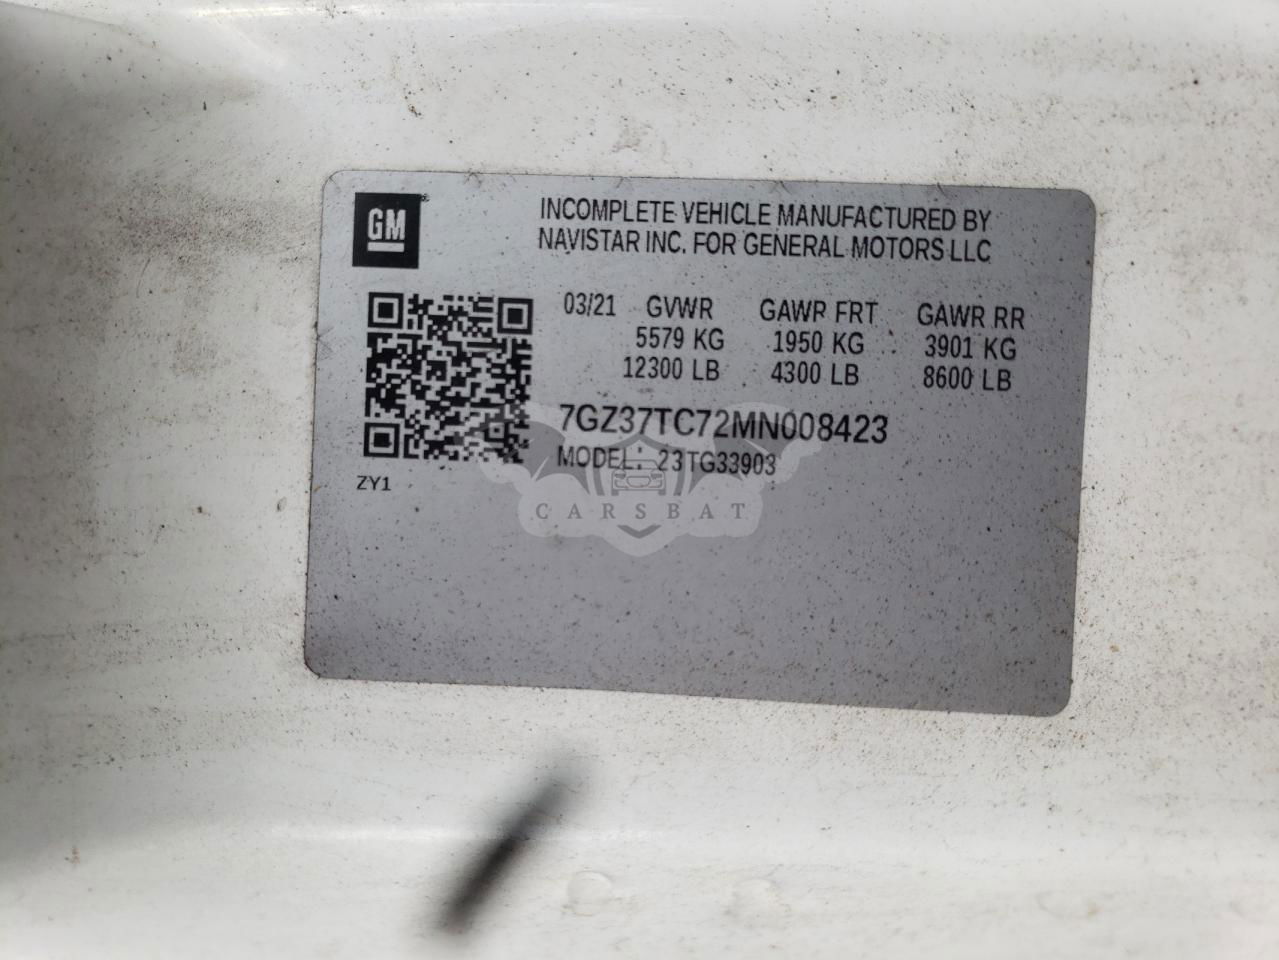 GM
INCOMPLETE VEHICLE MANUFACTURED BY
NAVISTAR INC. FOR GENERAL MOTORS LLC
03/21 GVWR GAWR FRT GAWR RR
5579 KG 1950 KG 3901 KG
12300 LB 4300 LB 8600 LB
7GZ37TC72MN008423
MODEL: 23TG33903
ZY1
CARSBAT